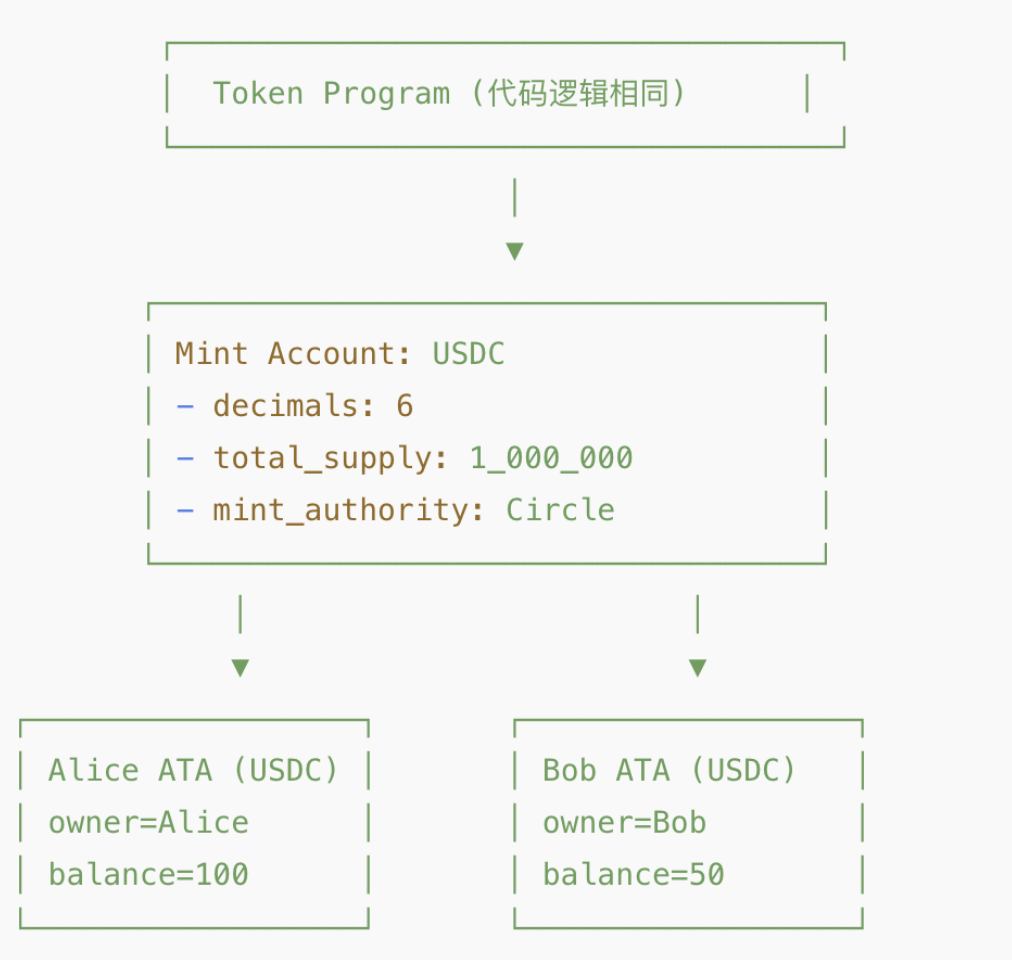 Token Program (代码逻辑相同)
Mint Account: USDC
- decimals: 6
- total_supply: 1_000_000
- mint_authority: Circle
Alice ATA (USDC)
owner=Alice
balance=100
Bob ATA (USDC)
owner=Bob
balance=50